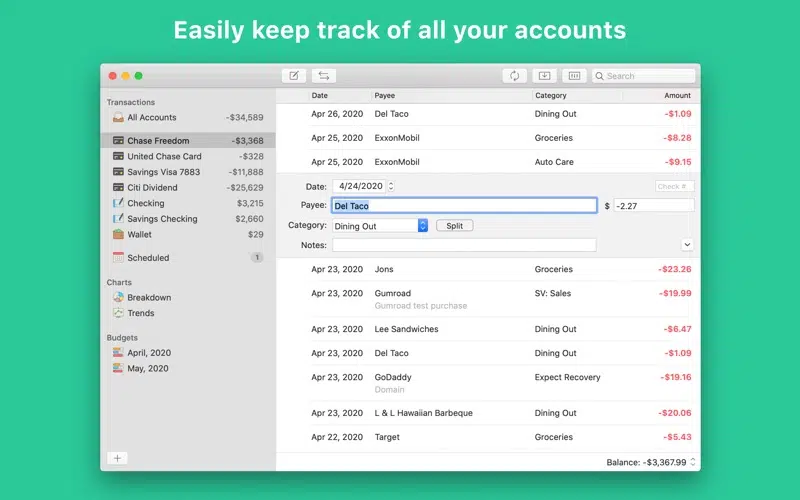 Easily keep track of all your accounts
Search
Transactions
All Accounts -$34,589
Chase Freedom -$3,368
United Chase Card -$328
Savings Visa 7883 -$11,888
Citi Dividend -$25,629
Checking $3,215
Savings Checking $2,660
Wallet $29
Scheduled 1
Charts
Breakdown
Trends
Budgets
April, 2020
May, 2020
Date Payee Category Amount
Apr 26, 2020 Del Taco Dining Out -$1.09
Apr 25, 2020 ExxonMobil Groceries -$8.28
Apr 25, 2020 ExxonMobil Auto Care -$9.15
Date: 4/24/2020 Check #
Payee: Del Taco $ -2.27
Category: Dining Out Split
Notes:
Apr 23, 2020 Jons Groceries -$23.26
Apr 23, 2020 Gumroad SV: Sales -$19.99
Gumroad test purchase
Apr 23, 2020 Lee Sandwiches Dining Out -$6.47
Apr 23, 2020 Del Taco Dining Out -$1.09
Apr 23, 2020 GoDaddy Expect Recovery -$19.16
Domain
Apr 23, 2020 L & L Hawaiian Barbeque Dining Out -$20.06
Apr 22, 2020 Target Groceries -$5.43
Balance: -$3,367.99